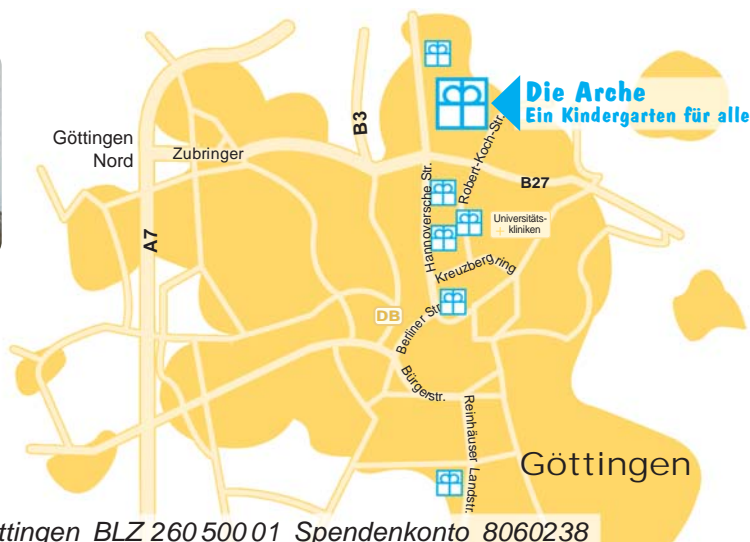 Die Arche
Ein Kindergarten für alle
Göttingen
Nord
Zubringer
B3
Robert-Koch-Str.
B27
Hannoversche Str.
Universitäts-
kliniken
A7
Kreuzbergring
DB
Berliner Str.
Bürgerstr.
Reinhäuser Landstr.
Göttingen
ttingen BLZ 260 500 01 Spendenkonto 8060238